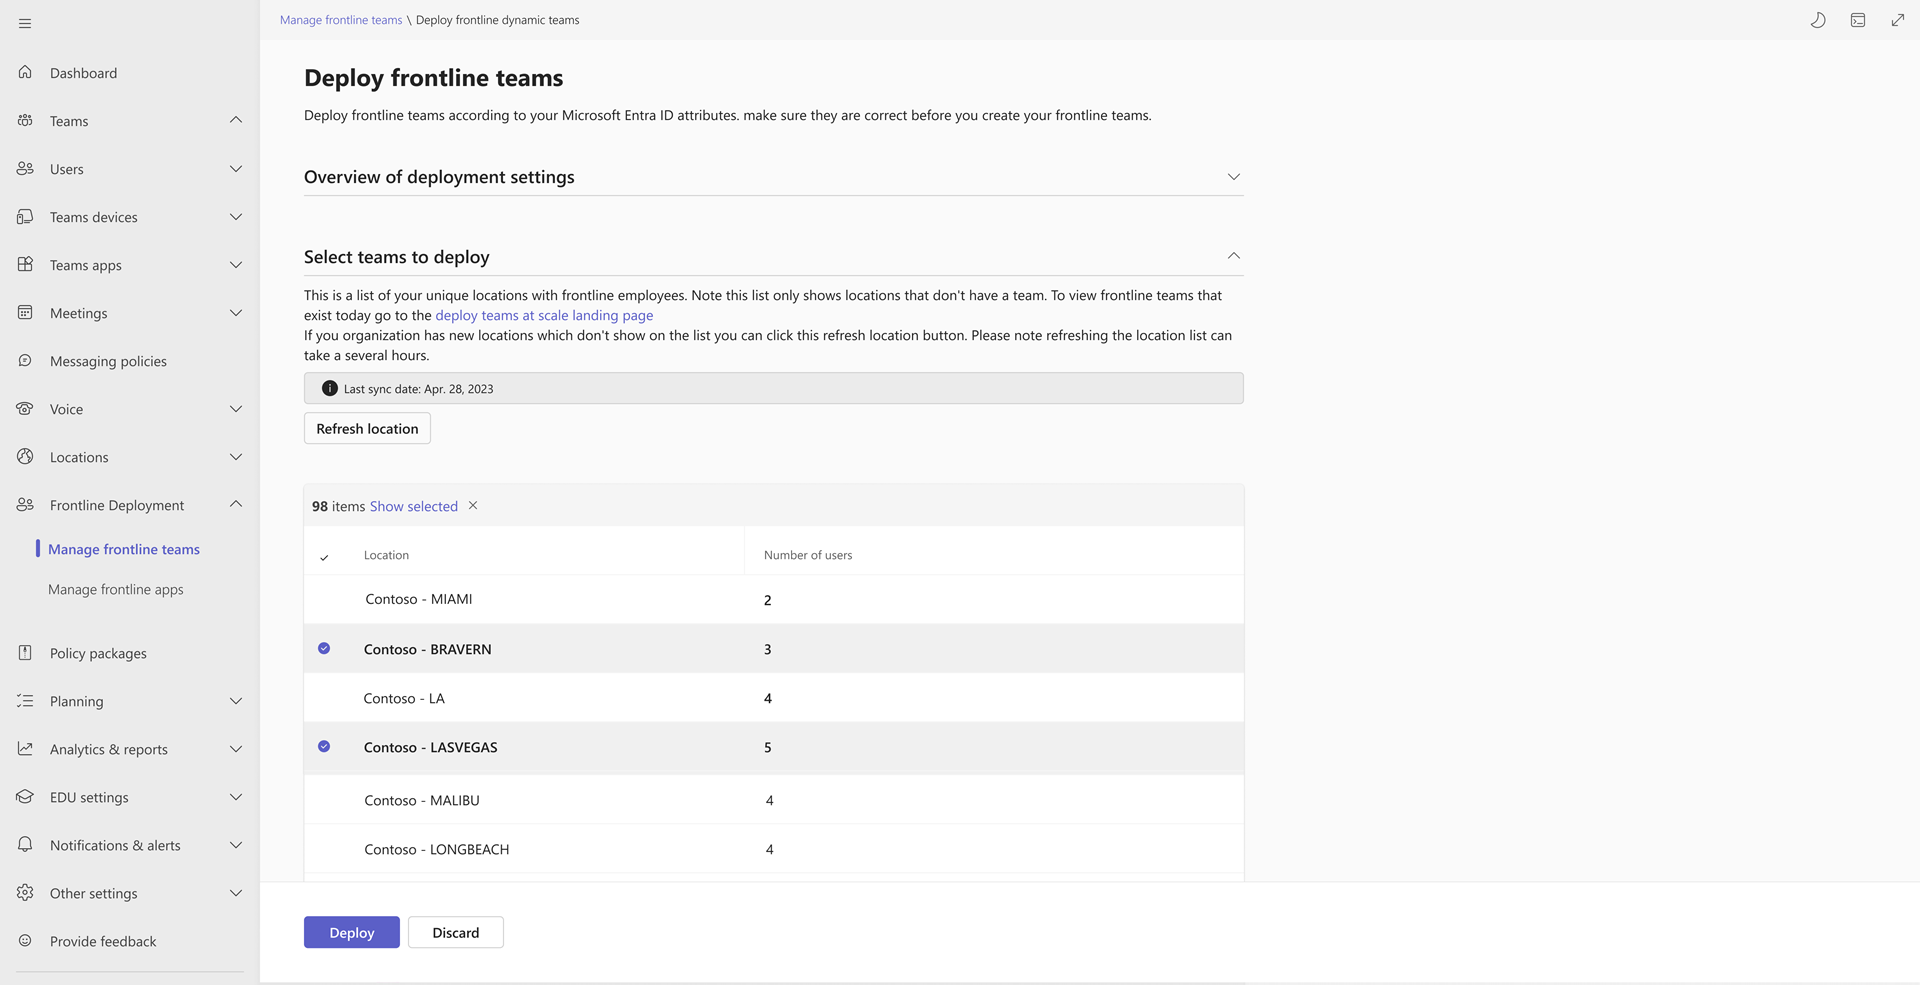 Manage frontline teams \ Deploy frontline dynamic teams
Dashboard
Teams
Users
Teams devices
Teams apps
Meetings
Messaging policies
Voice
Locations
Frontline Deployment
Manage frontline teams
Manage frontline apps
Policy packages
Planning
Analytics & reports
EDU settings
Notifications & alerts
Other settings
Provide feedback
Deploy frontline teams
Deploy frontline teams according to your Microsoft Entra ID attributes. make sure they are correct before you create your frontline teams.
Overview of deployment settings
Select teams to deploy
This is a list of your unique locations with frontline employees. Note this list only shows locations that don't have a team. To view frontline teams that
exist today go to the deploy teams at scale landing page
If you organization has new locations which don't show on the list you can click this refresh location button. Please note refreshing the location list can
take a several hours.
Last sync date: Apr. 28, 2023
Refresh location
98 items Show selected
Location Number of users
Contoso - MIAMI 2
Contoso - BRAVERN 3
Contoso - LA 4
Contoso - LASVEGAS 5
Contoso - MALIBU 4
Contoso - LONGBEACH 4
Deploy Discard